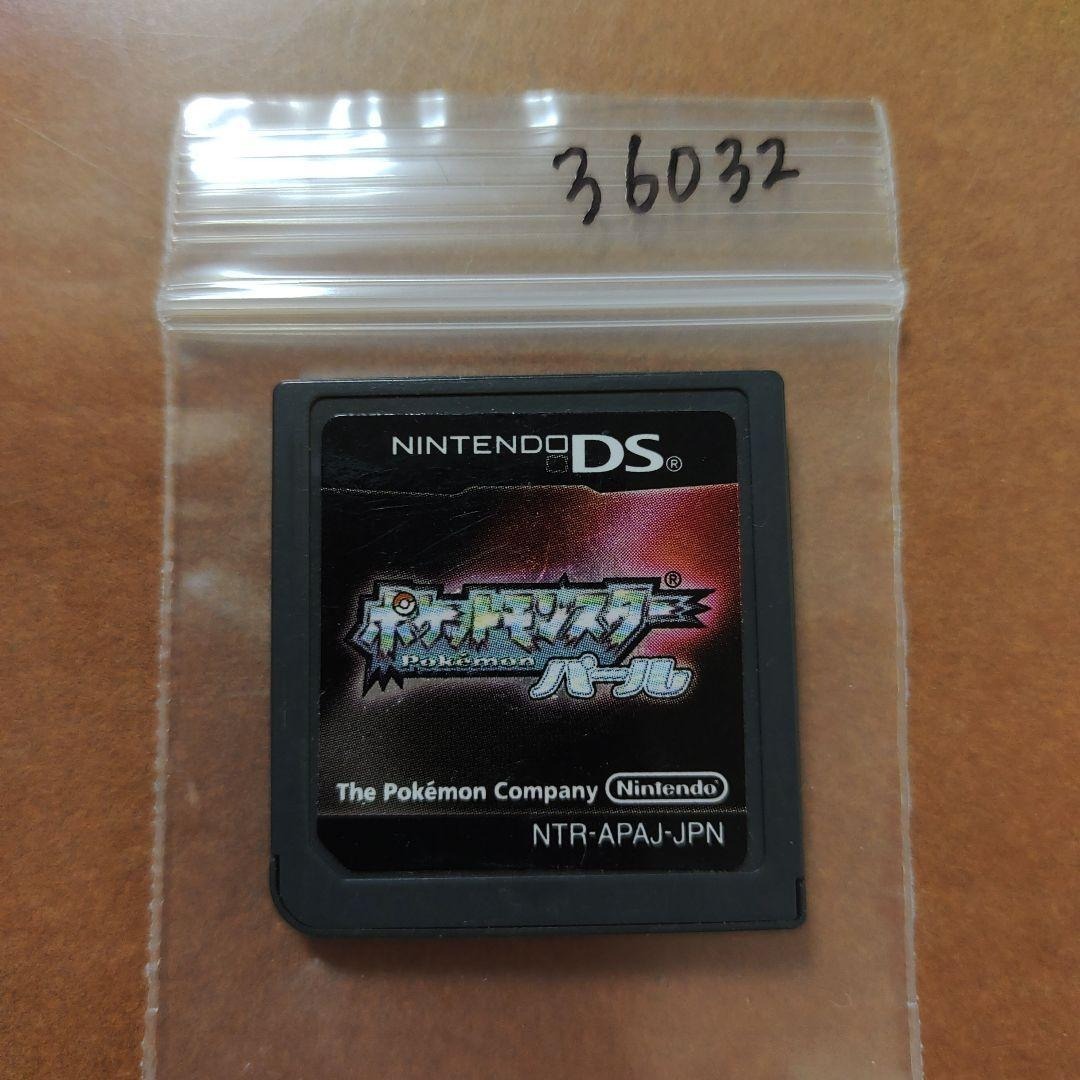 36032
NINTENDO DS®
ポケットモンスター®
Pokémon
パール
The Pokémon Company Nintendo
NTR-APAJ-JPN